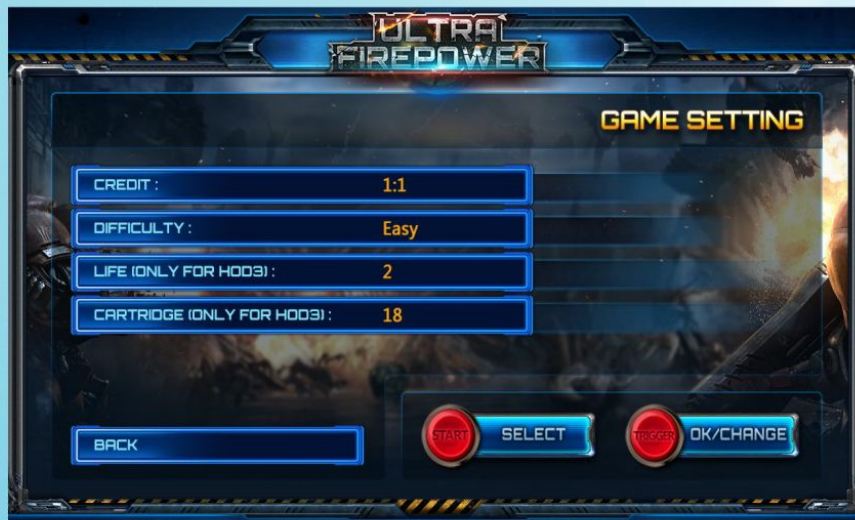 ULTRA
FIREPOWER
GAME SETTING
CREDIT : 1:1
DIFFICULTY : Easy
LIFE (ONLY FOR HOD3) : 2
CARTRIDGE (ONLY FOR HOD3) : 18
BACK
START SELECT TRIGGER OK/CHANGE